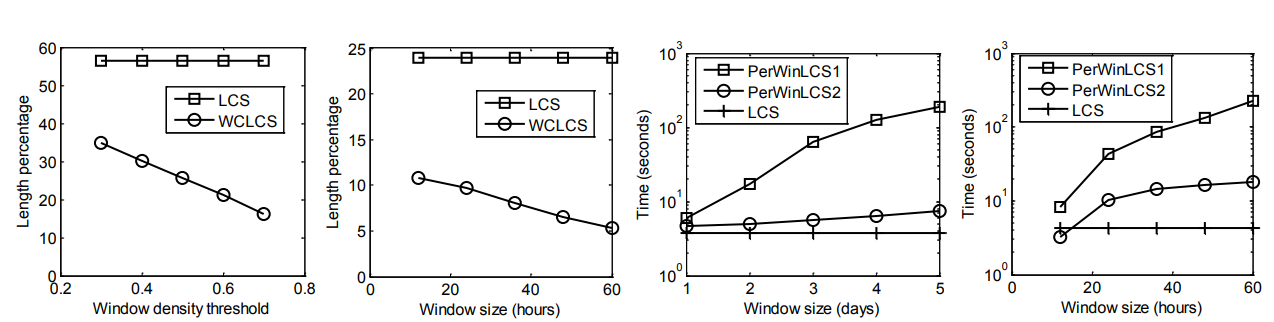 60
50
40
30
20
10
0
0.2
0.4
0.6
0.8
Length percentage
Window density threshold
LCS
WCLCS
25
20
15
10
5
0
0
20
40
60
Length percentage
Window size (hours)
LCS
WCLCS
10^3
10^2
10^1
10^0
1
2
3
4
5
Time (seconds)
Window size (days)
PerWinLCS1
PerWinLCS2
LCS
10^3
10^2
10^1
10^0
0
20
40
60
Time (seconds)
Window size (hours)
PerWinLCS1
PerWinLCS2
LCS